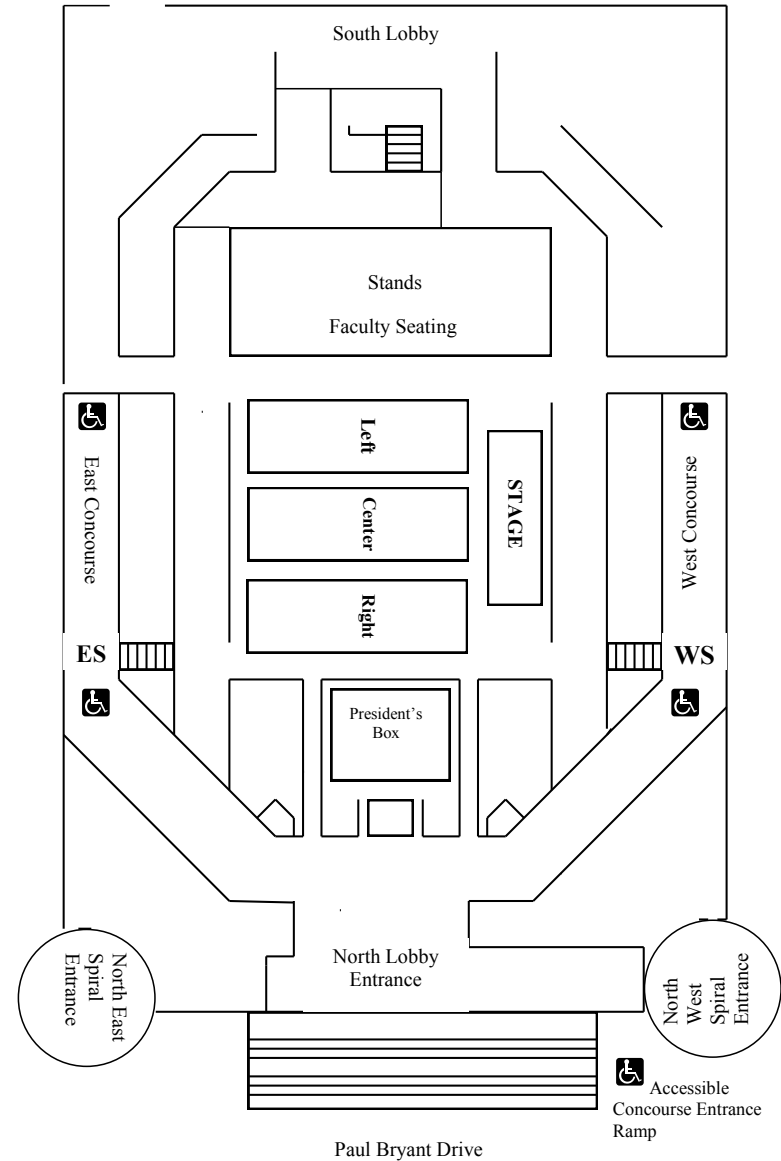 South Lobby
Stands
Faculty Seating
Left
Center
Right
STAGE
East Concourse
West Concourse
ES
WS
President’s
Box
North Lobby
Entrance
North East
Spiral
Entrance
North
West
Spiral
Entrance
Accessible
Concourse Entrance
Ramp
Paul Bryant Drive